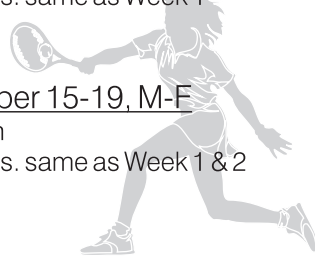 s. same as Week 1
ber 15-19, M-F
s. same as Week 1 & 2